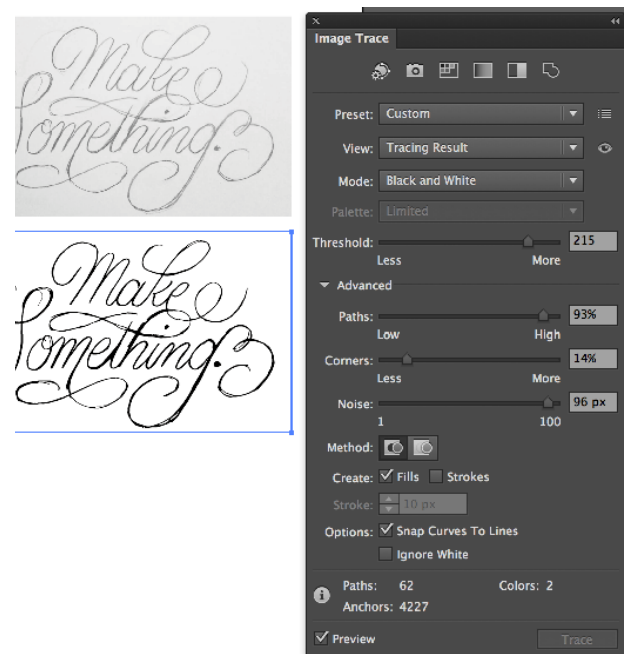 Make
Something.
Make
Something.
Image Trace
Preset: Custom
View: Tracing Result
Mode: Black and White
Palette: Limited
Threshold: 215
Less More
Advanced
Paths: 93%
Low High
Corners: 14%
Less More
Noise: 96 px
1 100
Method:
Create: Fills Strokes
Stroke: 10 px
Options: Snap Curves To Lines
Ignore White
Paths: 62 Colors: 2
Anchors: 4227
Preview Trace